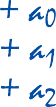 + a₀
+ a₁
+ a₂